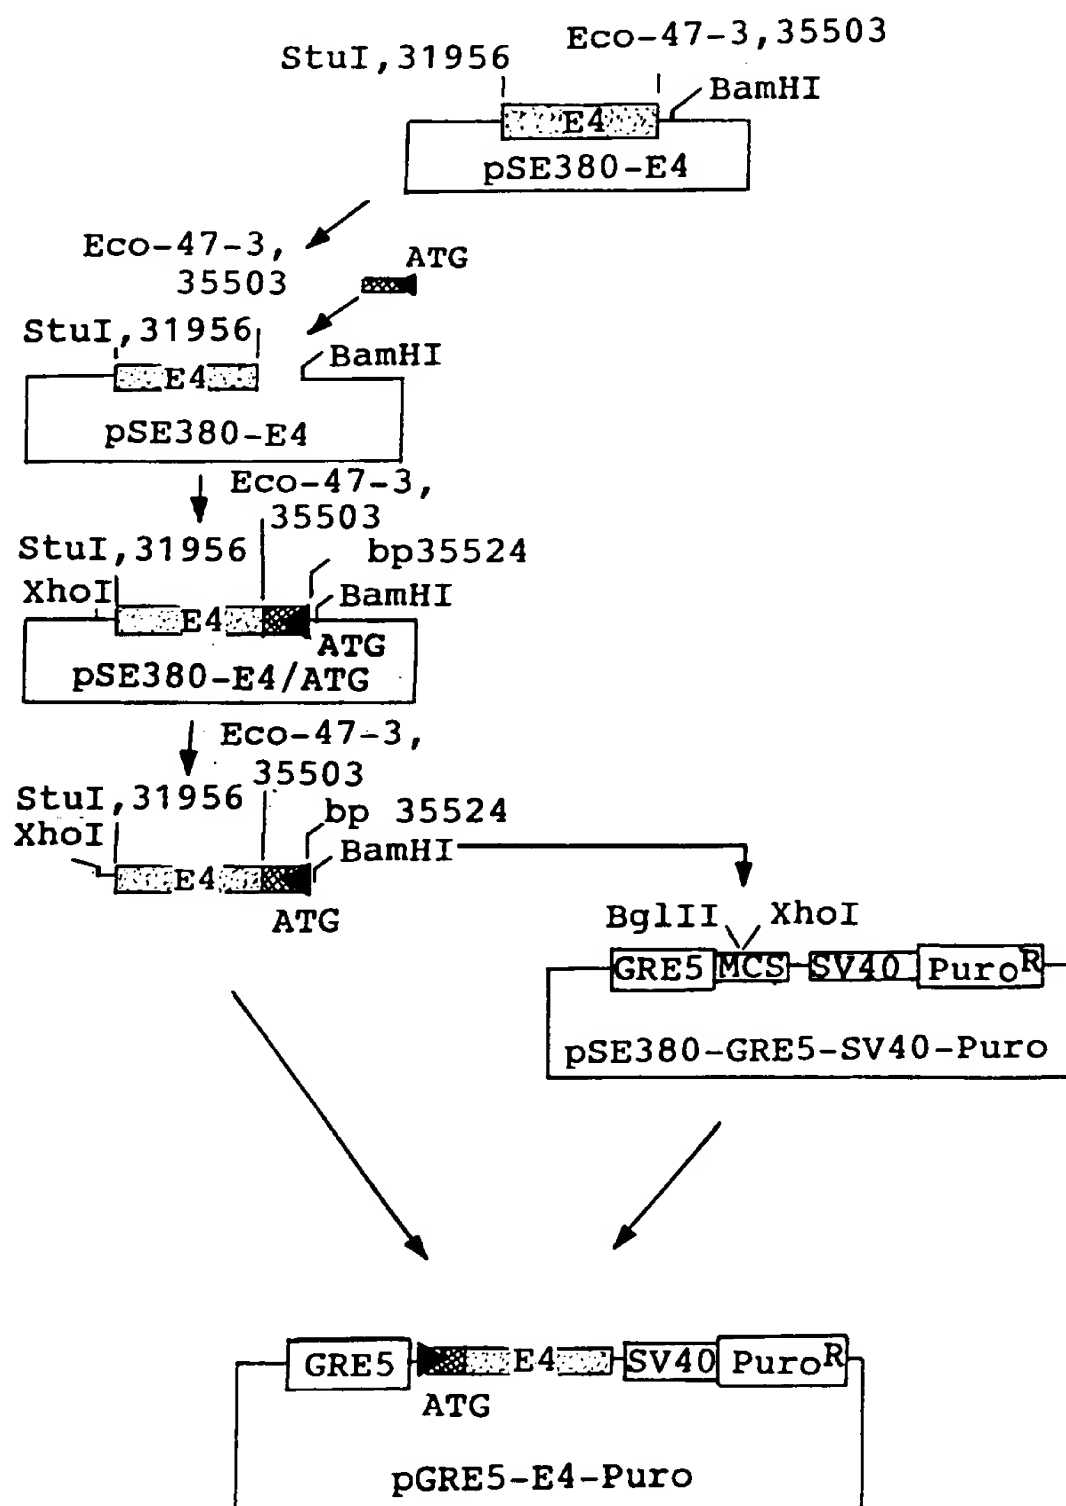 StuI,31956
Eco-47-3,35503
BamHI
E4
pSE380-E4
Eco-47-3,
35503
ATG
StuI,31956
BamHI
E4
pSE380-E4
Eco-47-3,
35503
StuI,31956
bp35524
XhoI
BamHI
E4
ATG
pSE380-E4/ATG
Eco-47-3,
35503
StuI,31956
bp 35524
XhoI
BamHI
E4
ATG
BglII XhoI
GRE5 MCS SV40 PuroR
pSE380-GRE5-SV40-Puro
GRE5 E4 SV40 PuroR
ATG
pGRE5-E4-Puro